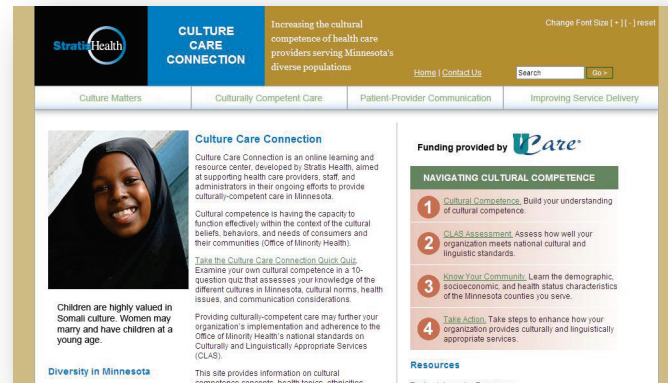 StratisHealth
CULTURE
CARE
CONNECTION
Increasing the cultural
competence of health care
providers serving Minnesota's
diverse populations
Change Font Size [ + ] [ - ] reset
Home | Contact Us
Search
Go >
Culture Matters
Culturally Competent Care
Patient-Provider Communication
Improving Service Delivery
Children are highly valued in
Somali culture. Women may
marry and have children at a
young age.
Diversity in Minnesota
Culture Care Connection
Culture Care Connection is an online learning and
resource center, developed by Stratis Health, aimed
at supporting health care providers, staff, and
administrators in their ongoing efforts to provide
culturally-competent care in Minnesota.
Cultural competence is having the capacity to
function effectively within the context of the cultural
beliefs, behaviors, and needs of consumers and
their communities (Office of Minority Health).
Take the Culture Care Connection Quick Quiz.
Examine your own cultural competence in a 10-
question quiz that assesses your knowledge of the
different cultures in Minnesota, cultural norms, health
issues, and communication considerations.
Providing culturally-competent care may further your
organization's implementation and adherence to the
Office of Minority Health's national standards on
Culturally and Linguistically Appropriate Services
(CLAS).
This site provides information on cultural
competence concepts, health topics, ethnicities
Funding provided by UCare
NAVIGATING CULTURAL COMPETENCE
1 Cultural Competence. Build your understanding
of cultural competence.
2 CLAS Assessment. Assess how well your
organization meets national cultural and
linguistic standards.
3 Know Your Community. Learn the demographic,
socioeconomic, and health status characteristics
of the Minnesota counties you serve.
4 Take Action. Take steps to enhance how your
organization provides culturally and linguistically
appropriate services.
Resources